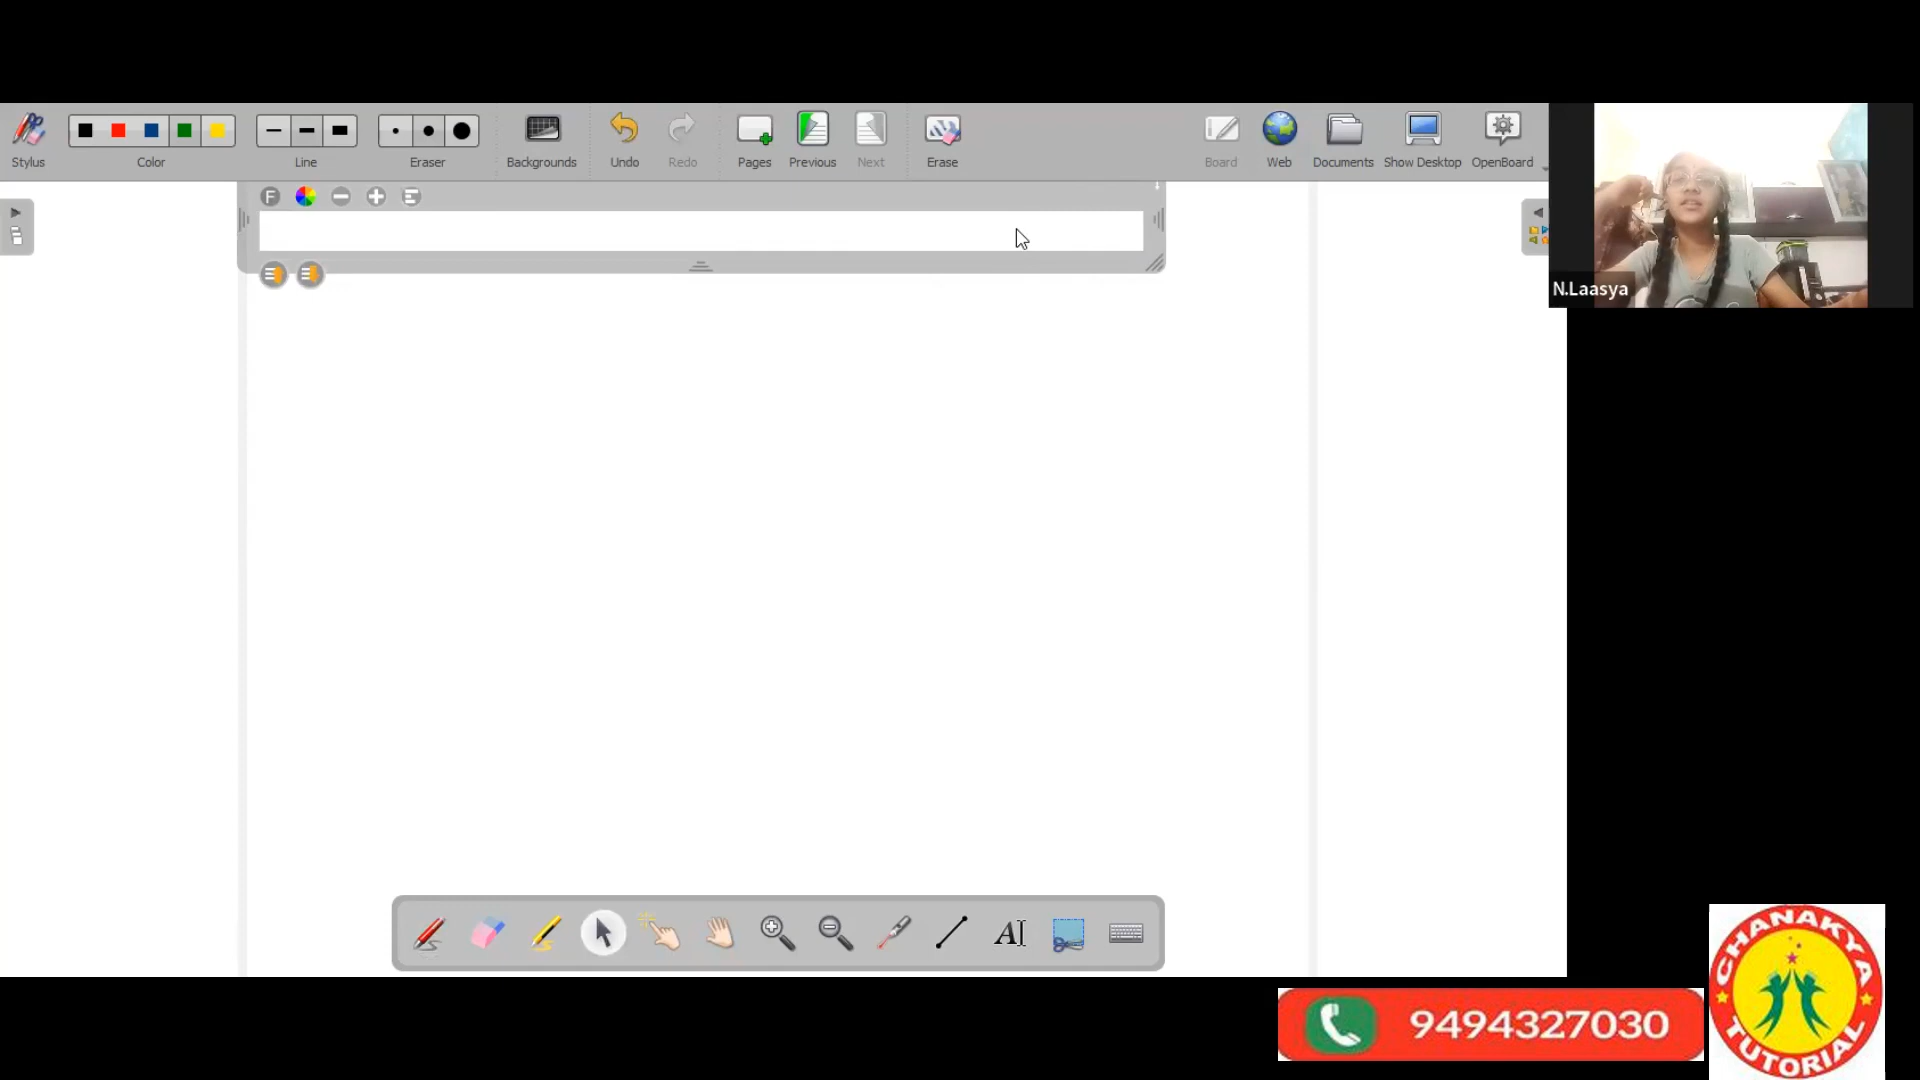 Stylus
Color
Line
Eraser
Backgrounds
Undo
Redo
Pages
Previous
Next
Erase
Board
Web
Documents
Show Desktop
OpenBoard
F
N.Laasya
A
9494327030
CHANAKYA
TUTORIAL